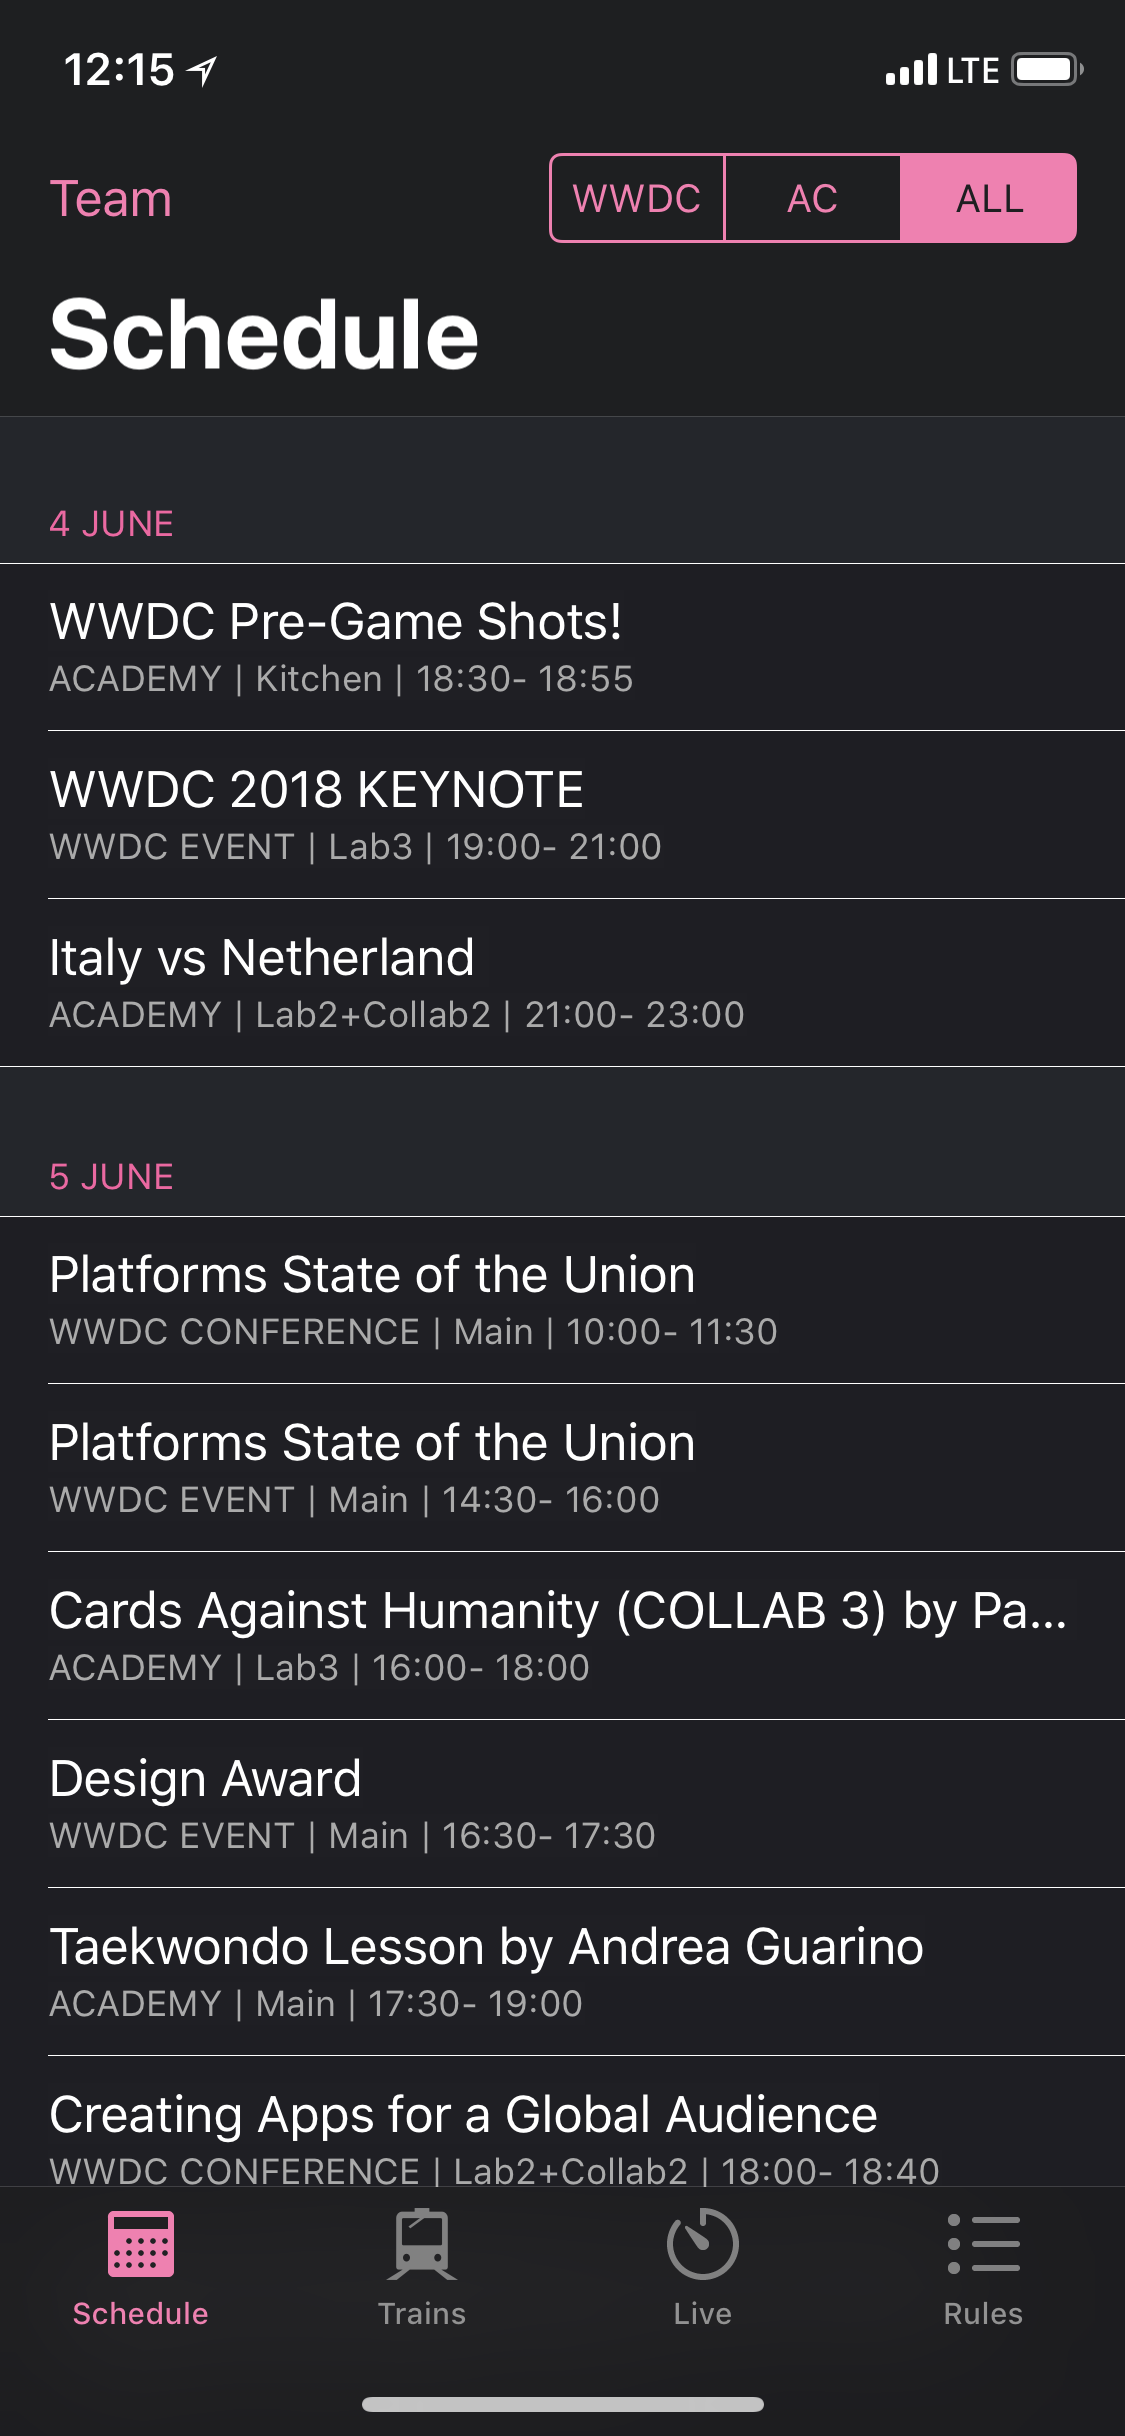 12:15
LTE
Team
WWDC
AC
ALL
Schedule
4 JUNE
WWDC Pre-Game Shots!
ACADEMY | Kitchen | 18:30- 18:55
WWDC 2018 KEYNOTE
WWDC EVENT | Lab3 | 19:00- 21:00
Italy vs Netherland
ACADEMY | Lab2+Collab2 | 21:00- 23:00
5 JUNE
Platforms State of the Union
WWDC CONFERENCE | Main | 10:00- 11:30
Platforms State of the Union
WWDC EVENT | Main | 14:30- 16:00
Cards Against Humanity (COLLAB 3) by Pa...
ACADEMY | Lab3 | 16:00- 18:00
Design Award
WWDC EVENT | Main | 16:30- 17:30
Taekwondo Lesson by Andrea Guarino
ACADEMY | Main | 17:30- 19:00
Creating Apps for a Global Audience
WWDC CONFERENCE | Lab2+Collab2 | 18:00- 18:40
Schedule
Trains
Live
Rules